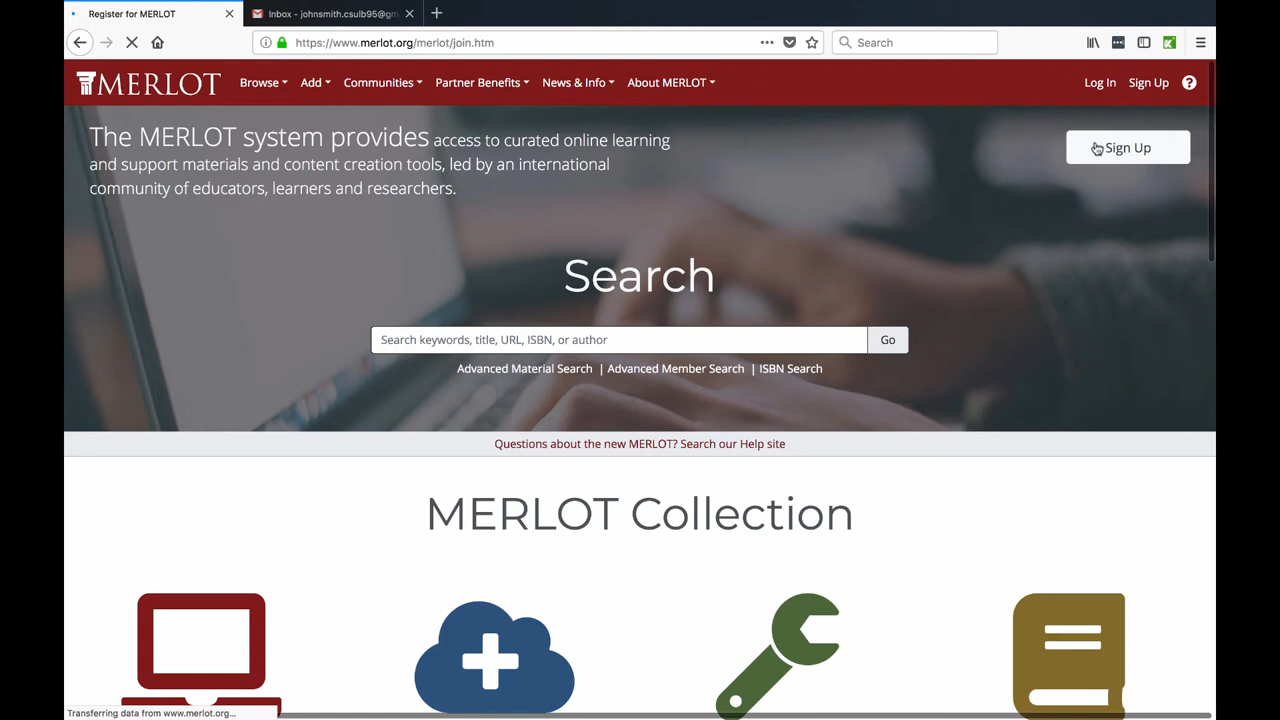 Register for MERLOT
Inbox - johnsmith.csulb95@gm
https://www.merlot.org/merlot/join.htm
Search
MERLOT
Browse
Add
Communities
Partner Benefits
News & Info
About MERLOT
Log In
Sign Up
?
The MERLOT system provides access to curated online learning
and support materials and content creation tools, led by an international
community of educators, learners and researchers.
Sign Up
Search
Search keywords, title, URL, ISBN, or author
Go
Advanced Material Search | Advanced Member Search | ISBN Search
Questions about the new MERLOT? Search our Help site
MERLOT Collection
Transferring data from www.merlot.org...